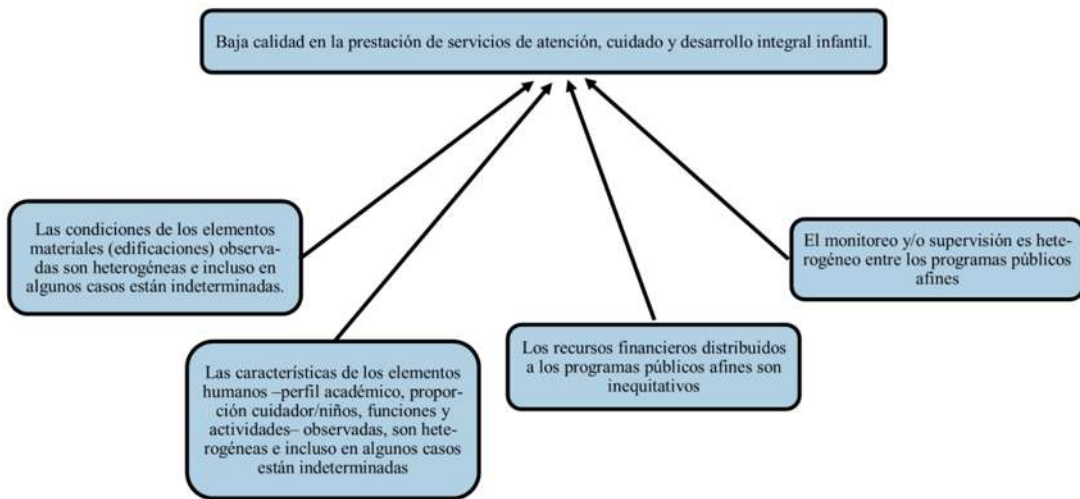 Baja calidad en la prestación de servicios de atención, cuidado y desarrollo integral infantil.
Las condiciones de los elementos
materiales (edificaciones) observa-
das son heterogéneas e incluso en
algunos casos están indeterminadas.
Las características de los elementos
humanos –perfil académico, propor-
ción cuidador/niños, funciones y
actividades– observadas, son hete-
rogéneas e incluso en algunos casos
están indeterminadas
Los recursos financieros distribuidos
a los programas públicos afines son
inequitativos
El monitoreo y/o supervisión es hete-
rogéneo entre los programas públicos
afines